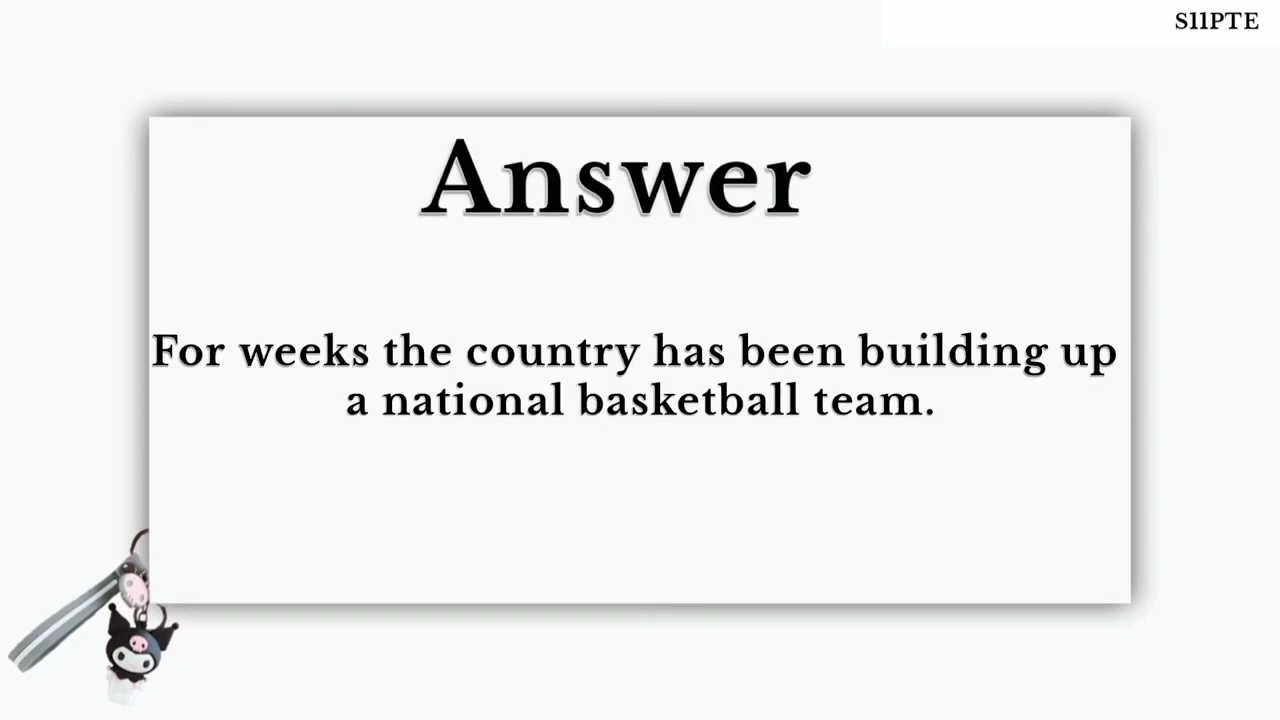 S11PTE
Answer
For weeks the country has been building up
a national basketball team.